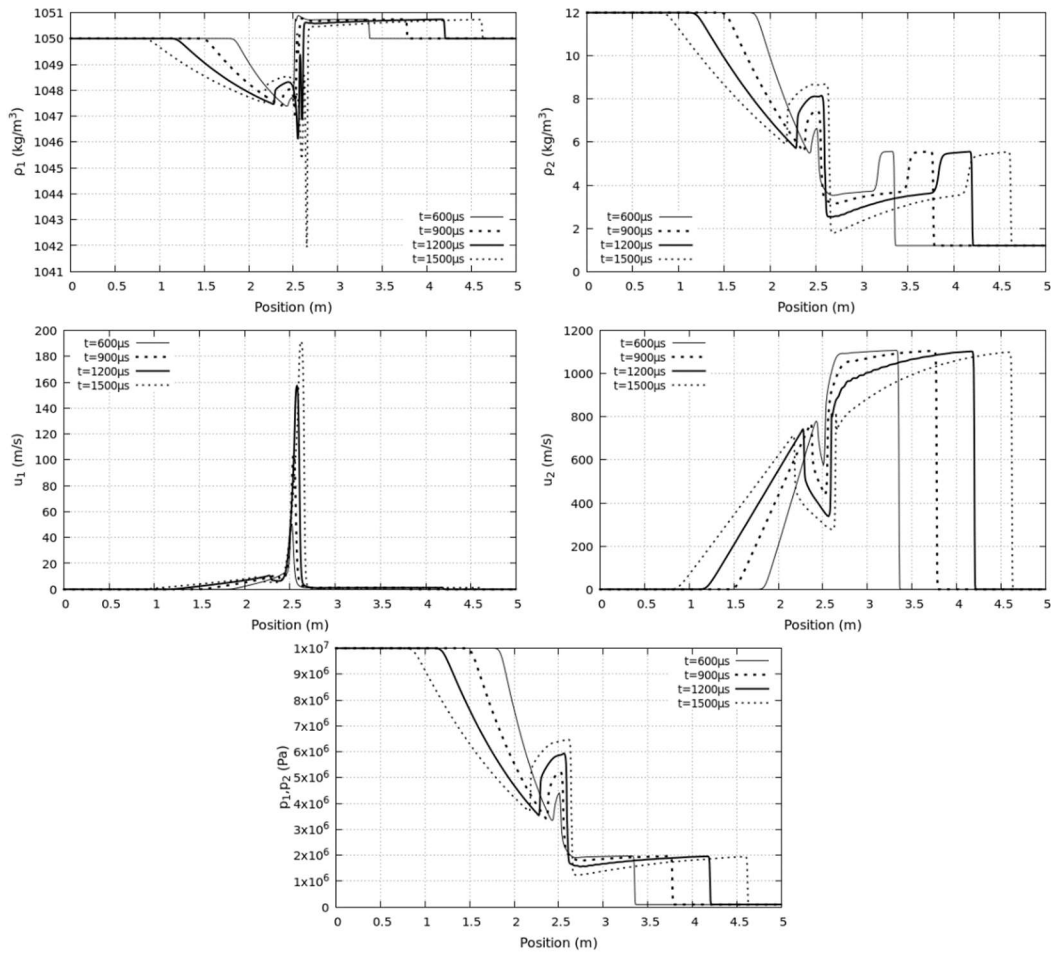 1051
1050
1049
1048
1047
1046
1045
1044
1043
1042
1041
ρ₁ (kg/m³)
t=600μs
t=900μs
t=1200μs
t=1500μs
0 0.5 1 1.5 2 2.5 3 3.5 4 4.5 5
Position (m)
12
10
8
6
4
2
0
ρ₂ (kg/m³)
t=600μs
t=900μs
t=1200μs
t=1500μs
0 0.5 1 1.5 2 2.5 3 3.5 4 4.5 5
Position (m)
200
180
160
140
120
100
80
60
40
20
0
u₁ (m/s)
t=600μs
t=900μs
t=1200μs
t=1500μs
0 0.5 1 1.5 2 2.5 3 3.5 4 4.5 5
Position (m)
1200
1000
800
600
400
200
0
u₂ (m/s)
t=600μs
t=900μs
t=1200μs
t=1500μs
0 0.5 1 1.5 2 2.5 3 3.5 4 4.5 5
Position (m)
1x10⁷
9x10⁶
8x10⁶
7x10⁶
6x10⁶
5x10⁶
4x10⁶
3x10⁶
2x10⁶
1x10⁶
0
p₁,p₂ (Pa)
t=600μs
t=900μs
t=1200μs
t=1500μs
0 0.5 1 1.5 2 2.5 3 3.5 4 4.5 5
Position (m)